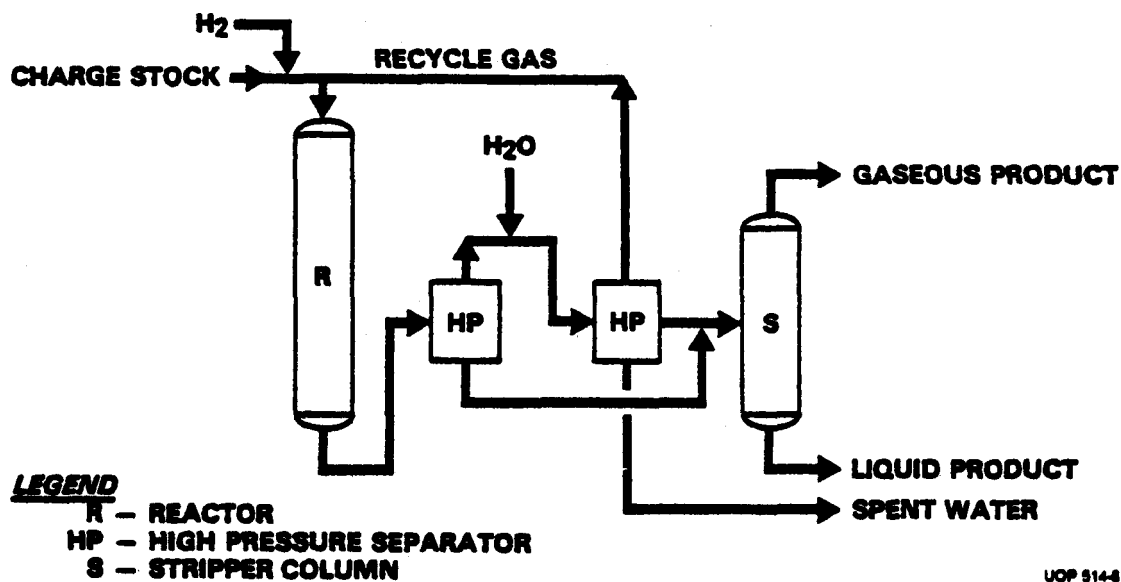 H2
CHARGE STOCK
RECYCLE GAS
H2O
GASEOUS PRODUCT
R
HP
HP
S
LIQUID PRODUCT
SPENT WATER
LEGEND
R – REACTOR
HP – HIGH PRESSURE SEPARATOR
S – STRIPPER COLUMN
UOP 514-6